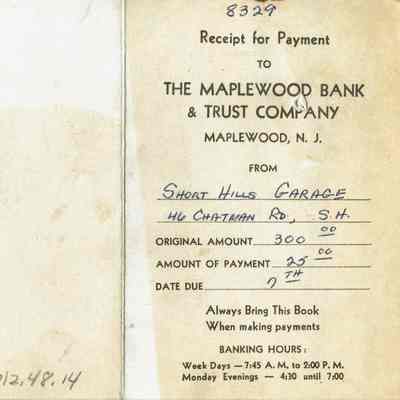 8329
Receipt for Payment
TO
THE MAPLEWOOD BANK
& TRUST COMPANY
MAPLEWOOD, N. J.
FROM
SHORT HILLS GARAGE
46 CHATMAN RD., S.H.
ORIGINAL AMOUNT 300 00
AMOUNT OF PAYMENT 25 00
DATE DUE 7TH
Always Bring This Book
When making payments
BANKING HOURS:
Week Days — 7:45 A. M. to 2:00 P. M.
Monday Evenings — 4:30 until 7:00
012.48.14